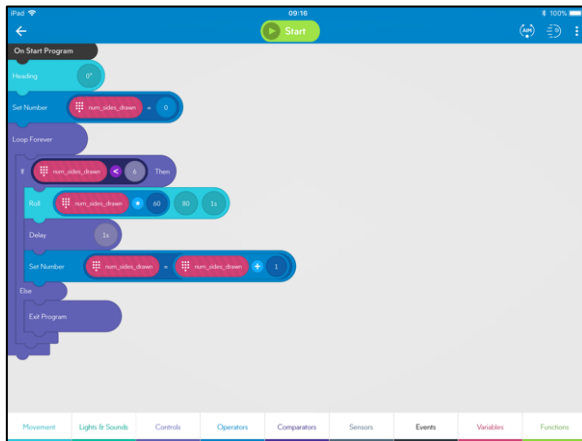 iPad 09:16 100%
Start AIM
On Start Program
Heading 0°
Set Number num_sides_drawn = 0
Loop Forever
If num_sides_drawn < 6 Then
Roll num_sides_drawn * 60 80 1s
Delay 1s
Set Number num_sides_drawn = num_sides_drawn + 1
Else
Exit Program
Movement Lights & Sounds Controls Operators Comparators Sensors Events Variables Functions